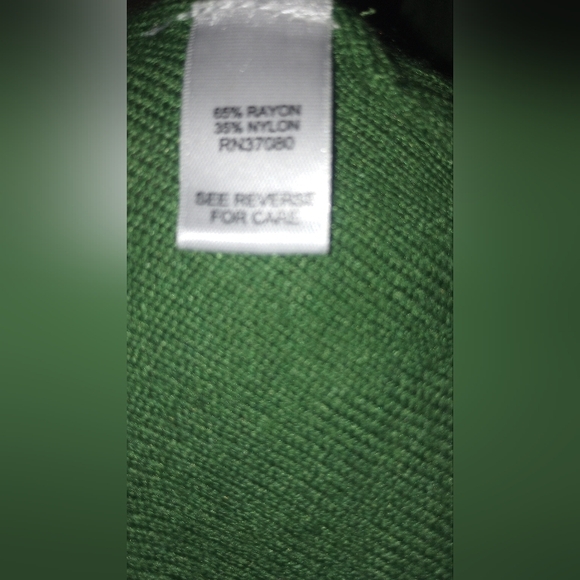 65% RAYON
35% NYLON
RN37080
SEE REVERSE
FOR CARE